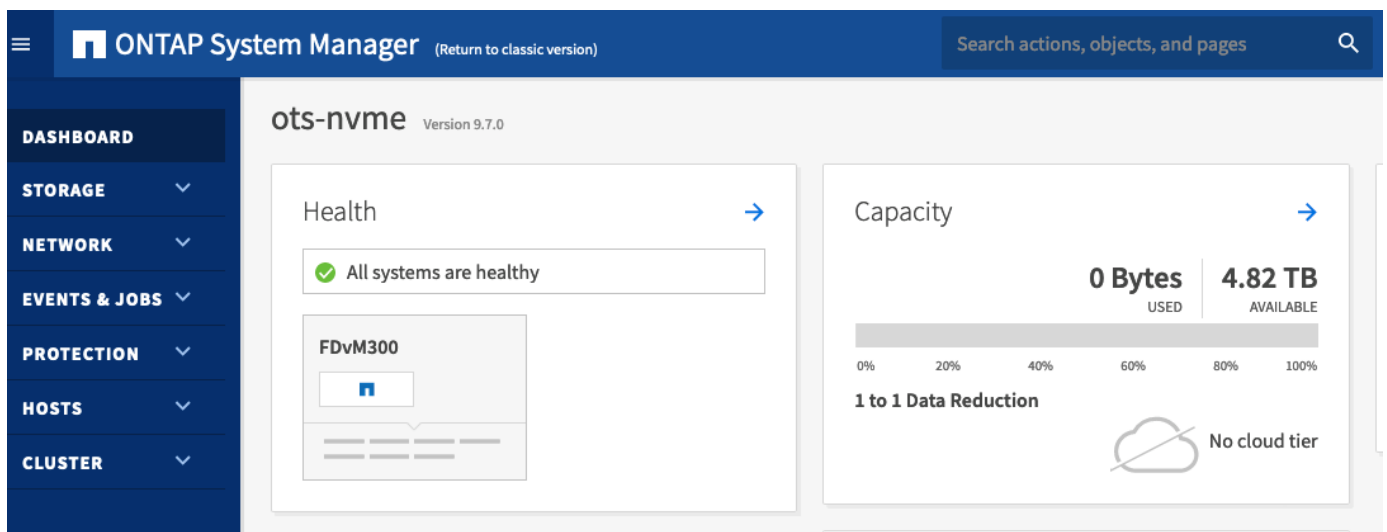 ONTAP System Manager (Return to classic version)
Search actions, objects, and pages
DASHBOARD
STORAGE
NETWORK
EVENTS & JOBS
PROTECTION
HOSTS
CLUSTER
ots-nvme Version 9.7.0
Health
All systems are healthy
FDvM300
Capacity
0 Bytes 4.82 TB
USED AVAILABLE
0% 20% 40% 60% 80% 100%
1 to 1 Data Reduction
No cloud tier